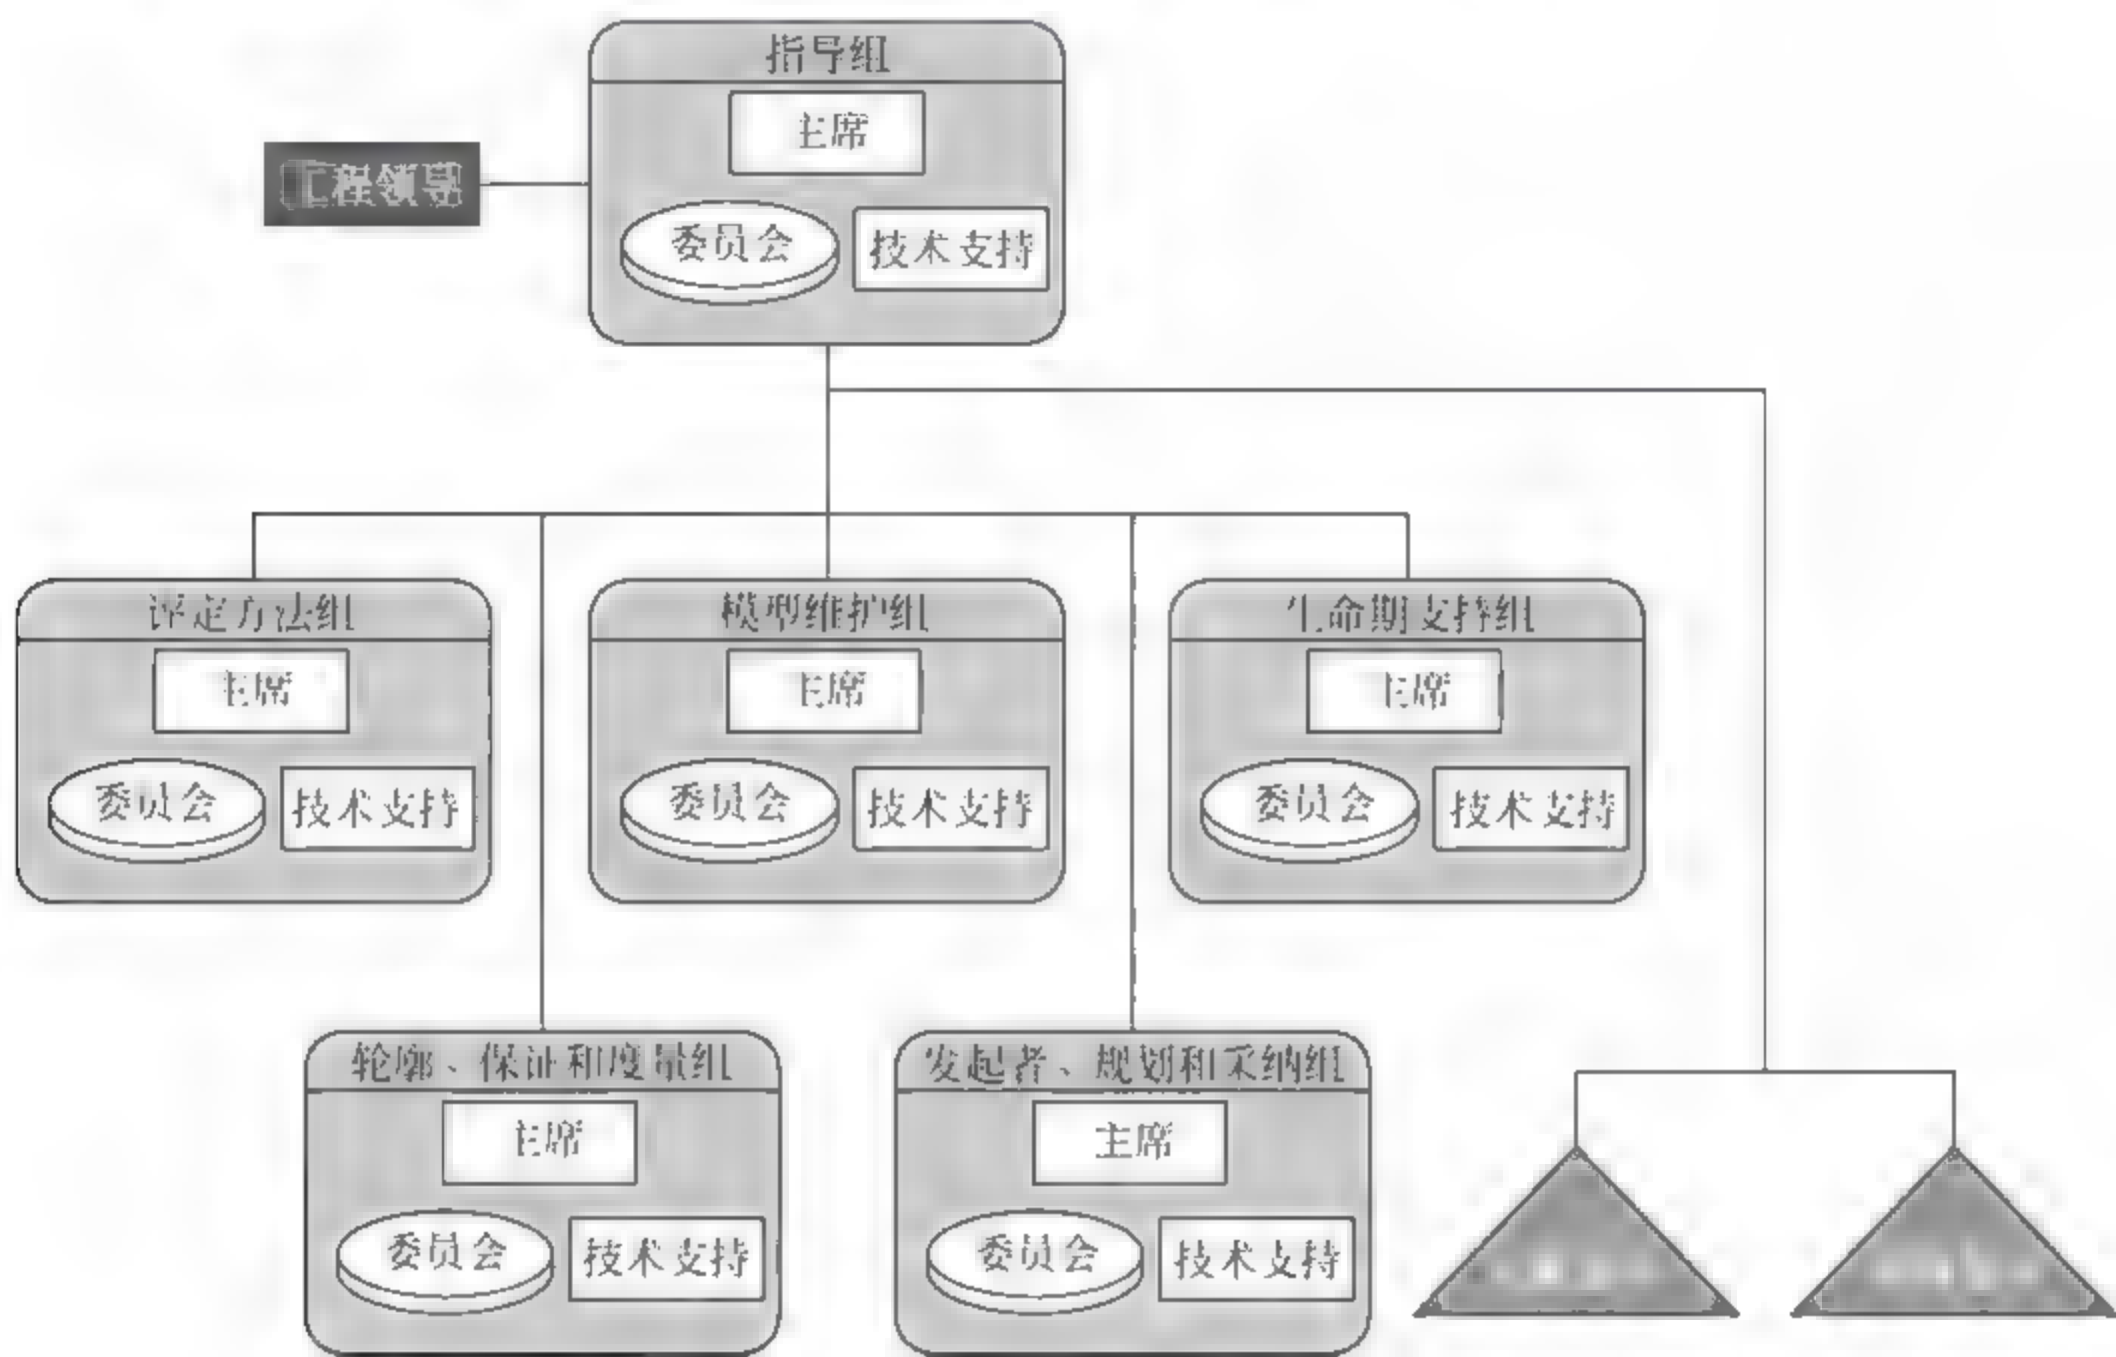 指导组
主席
工程领导
委员会
技术支持
评定方法组
主席
委员会
技术支持
模型维护组
主席
委员会
技术支持
生命期支持组
主席
委员会
技术支持
轮廓、保证和度量组
主席
委员会
技术支持
发起者、规划和采纳组
主席
委员会
技术支持